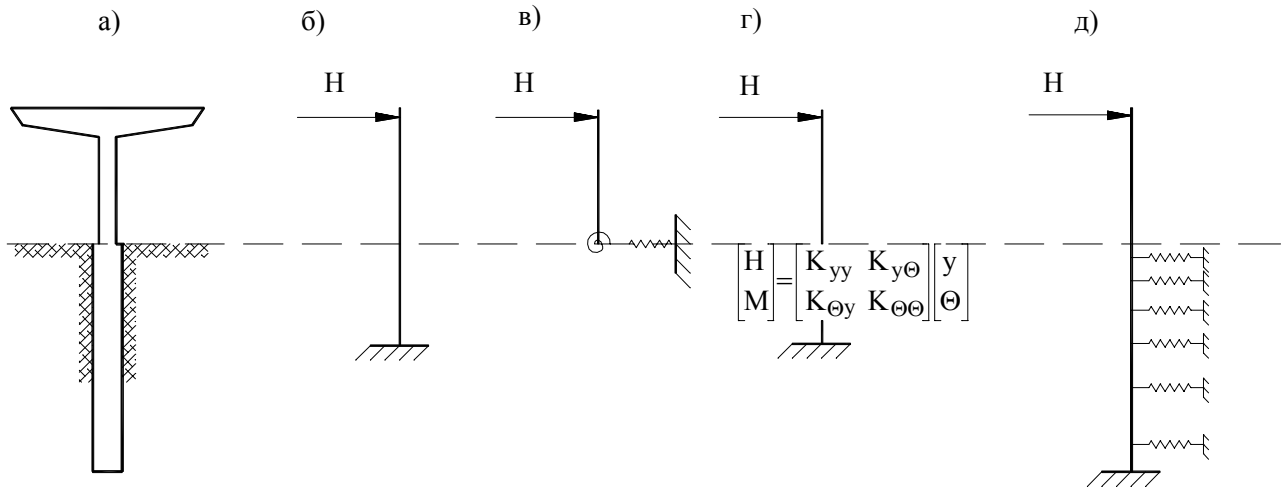 а) б) в) г) д)
H H H H
[H] = [K_yy K_yΘ] [y]
[M] [K_Θy K_ΘΘ] [Θ]